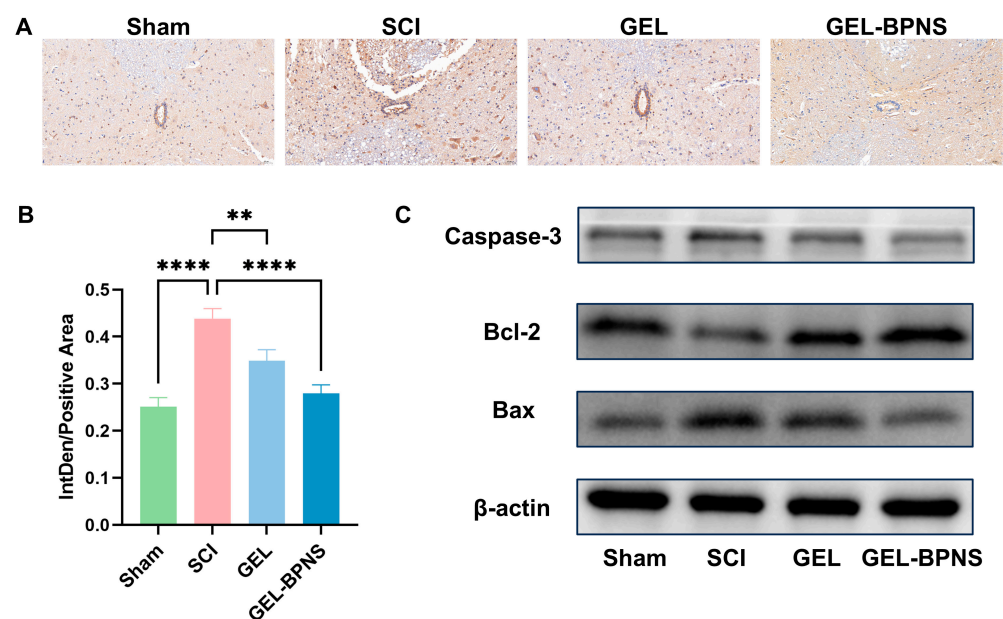 A
Sham
SCI
GEL
GEL-BPNS
B
**
****
****
IntDen/Positive Area
0.5
0.4
0.3
0.2
0.1
0.0
Sham
SCI
GEL
GEL-BPNS
C
Caspase-3
Bcl-2
Bax
β-actin
Sham
SCI
GEL
GEL-BPNS